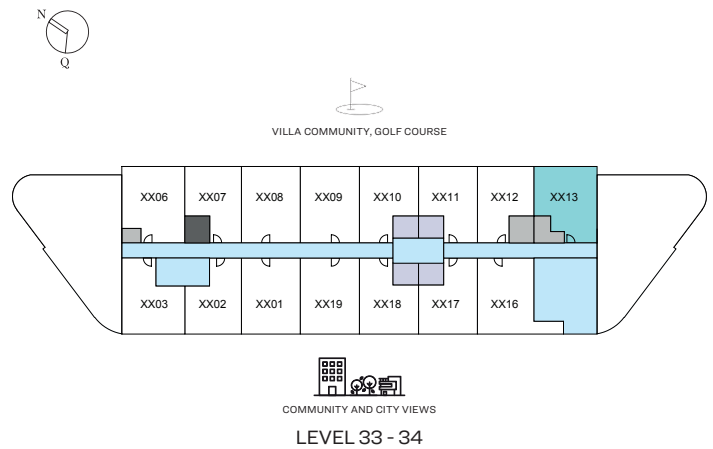 N
Q
VILLA COMMUNITY, GOLF COURSE
XX06 XX07 XX08 XX09 XX10 XX11 XX12 XX13
XX03 XX02 XX01 XX19 XX18 XX17 XX16
COMMUNITY AND CITY VIEWS
LEVEL 33 - 34